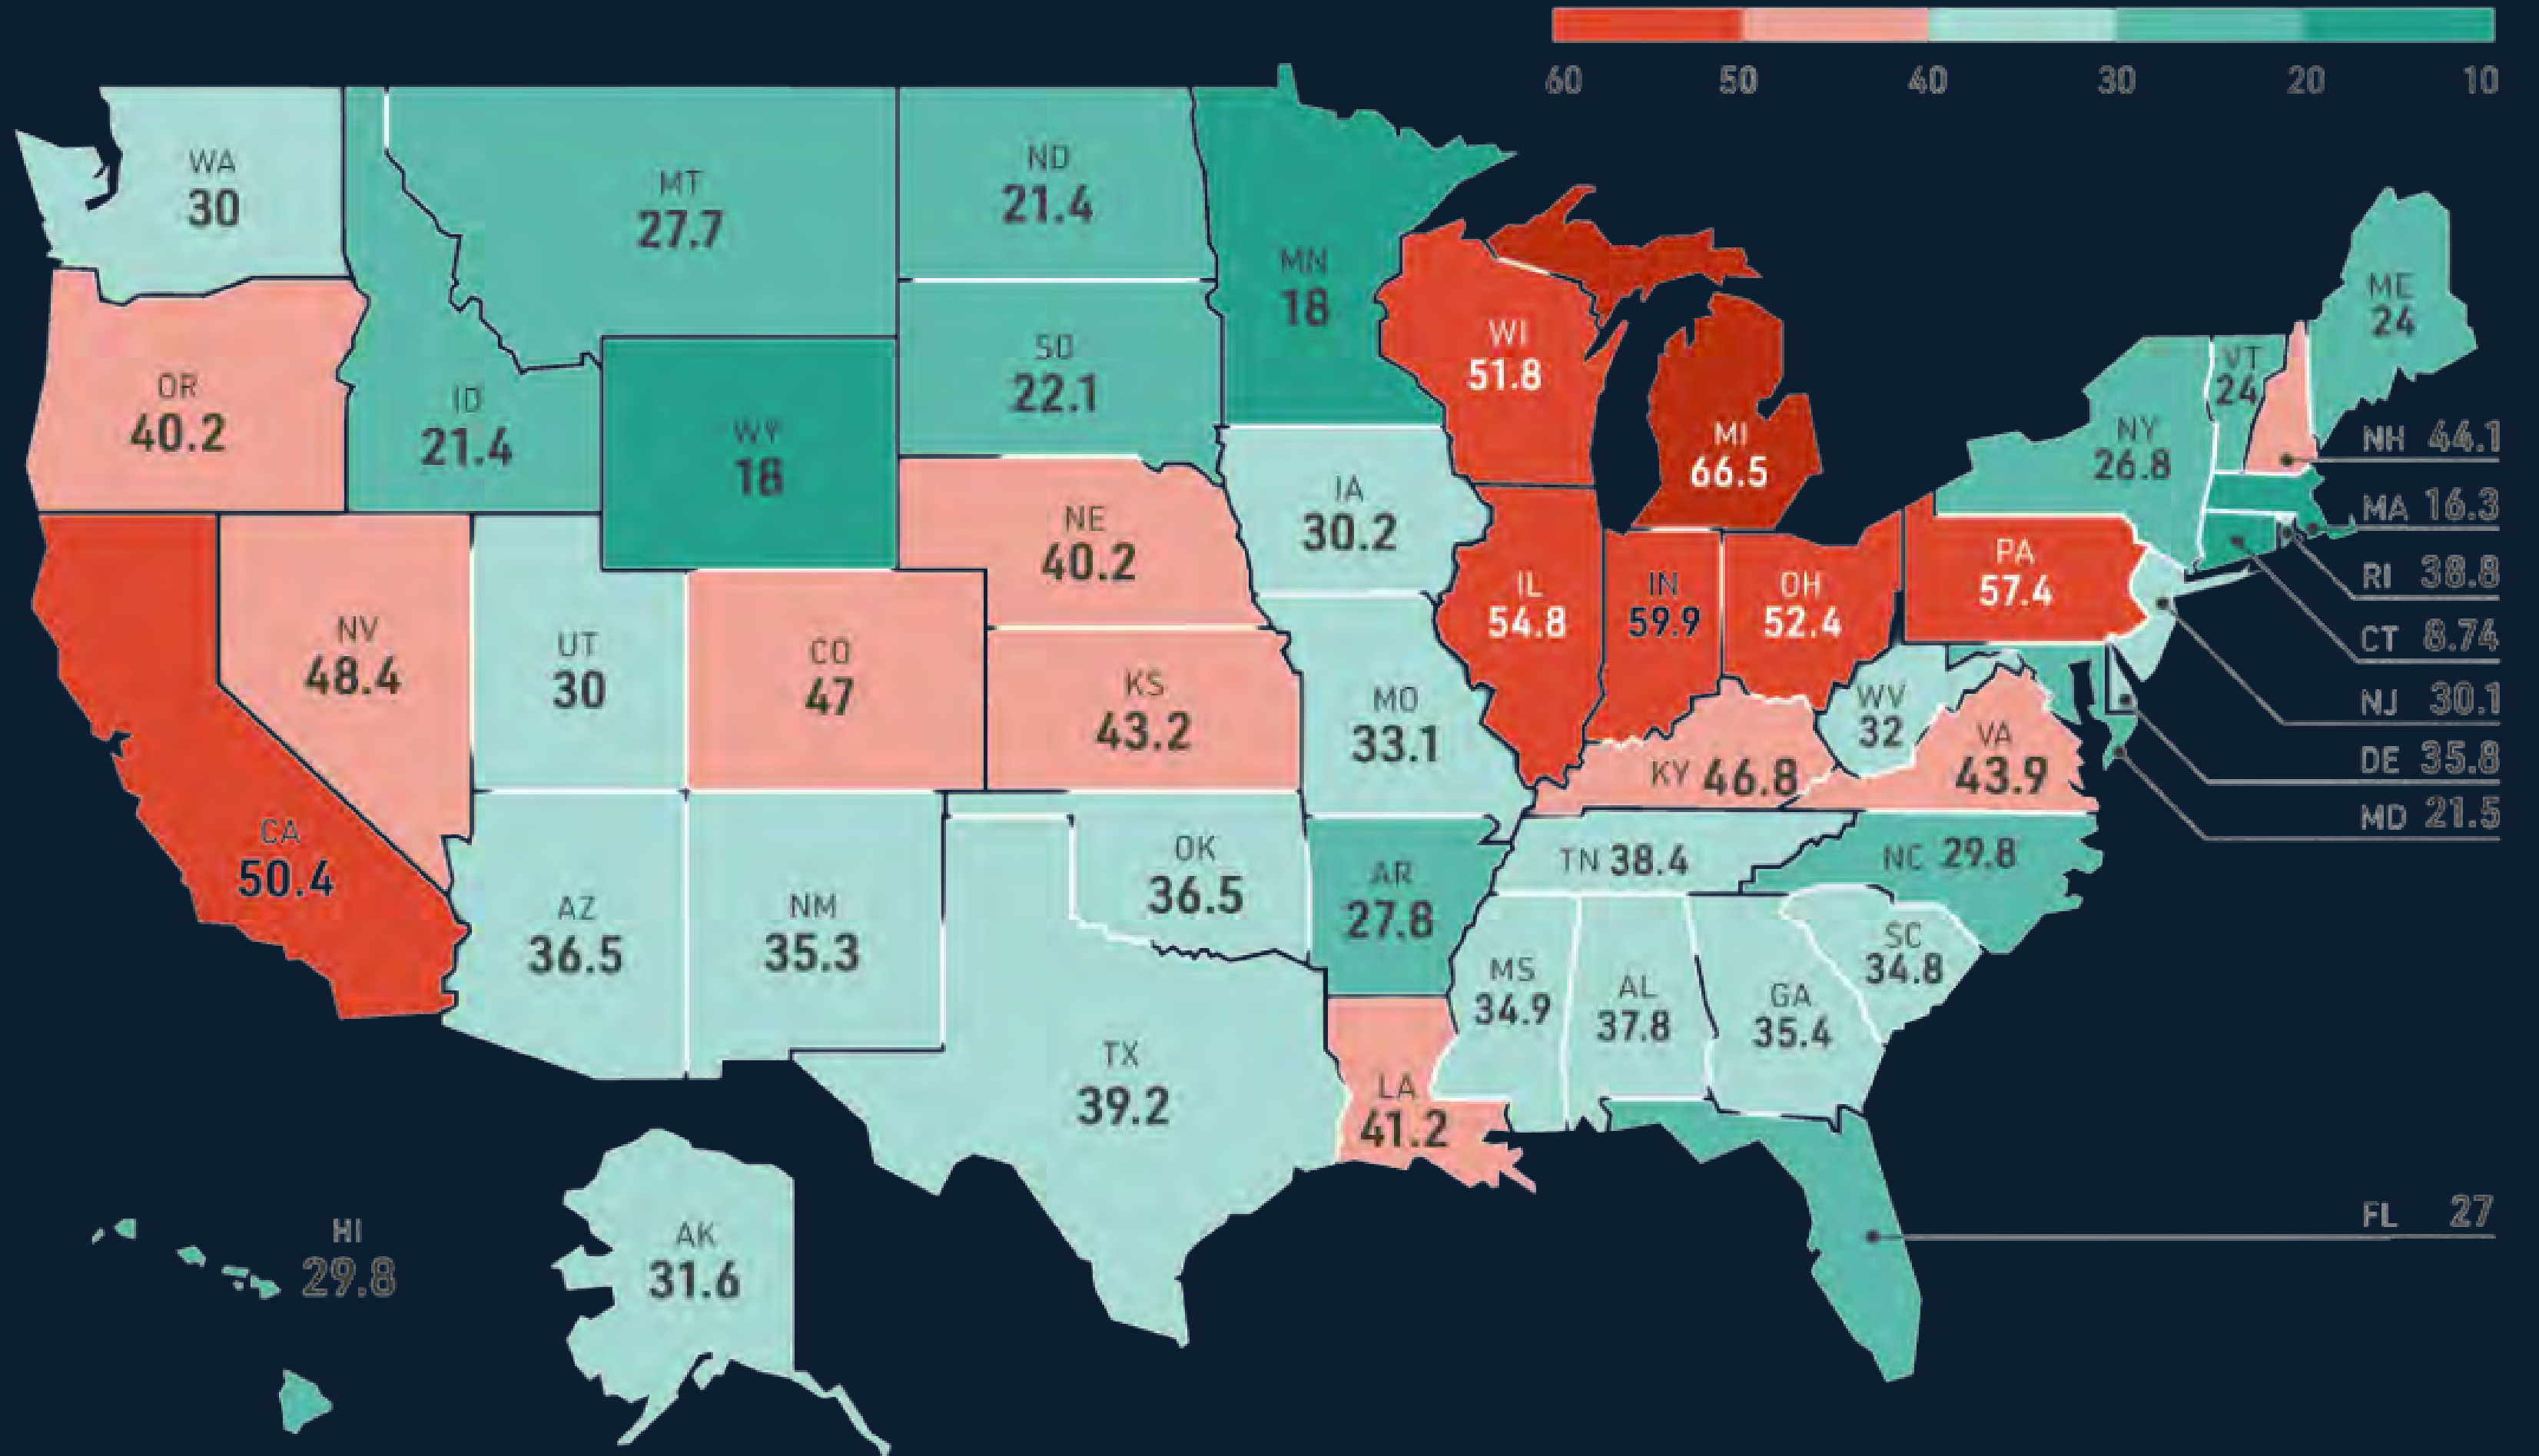 60 50 40 30 20 10
WA
30
MT
27.7
ND
21.4
MN
18
OR
40.2
ID
21.4
WY
18
SD
22.1
WI
51.8
MI
66.5
ME
24
VT
24
NY
26.8
NH 44.1
MA 16.3
RI 38.8
CT 8.74
NJ 30.1
DE 35.8
MD 21.5
NV
48.4
UT
30
CO
47
NE
40.2
KS
43.2
IA
30.2
MO
33.1
IL
54.8
IN
59.9
OH
52.4
PA
57.4
WV
32
VA
43.9
KY 46.8
CA
50.4
AZ
36.5
NM
35.3
OK
36.5
AR
27.8
TN 38.4
NC 29.8
SC
34.8
MS
34.9
AL
37.8
GA
35.4
TX
39.2
LA
41.2
FL 27
HI
29.8
AK
31.6